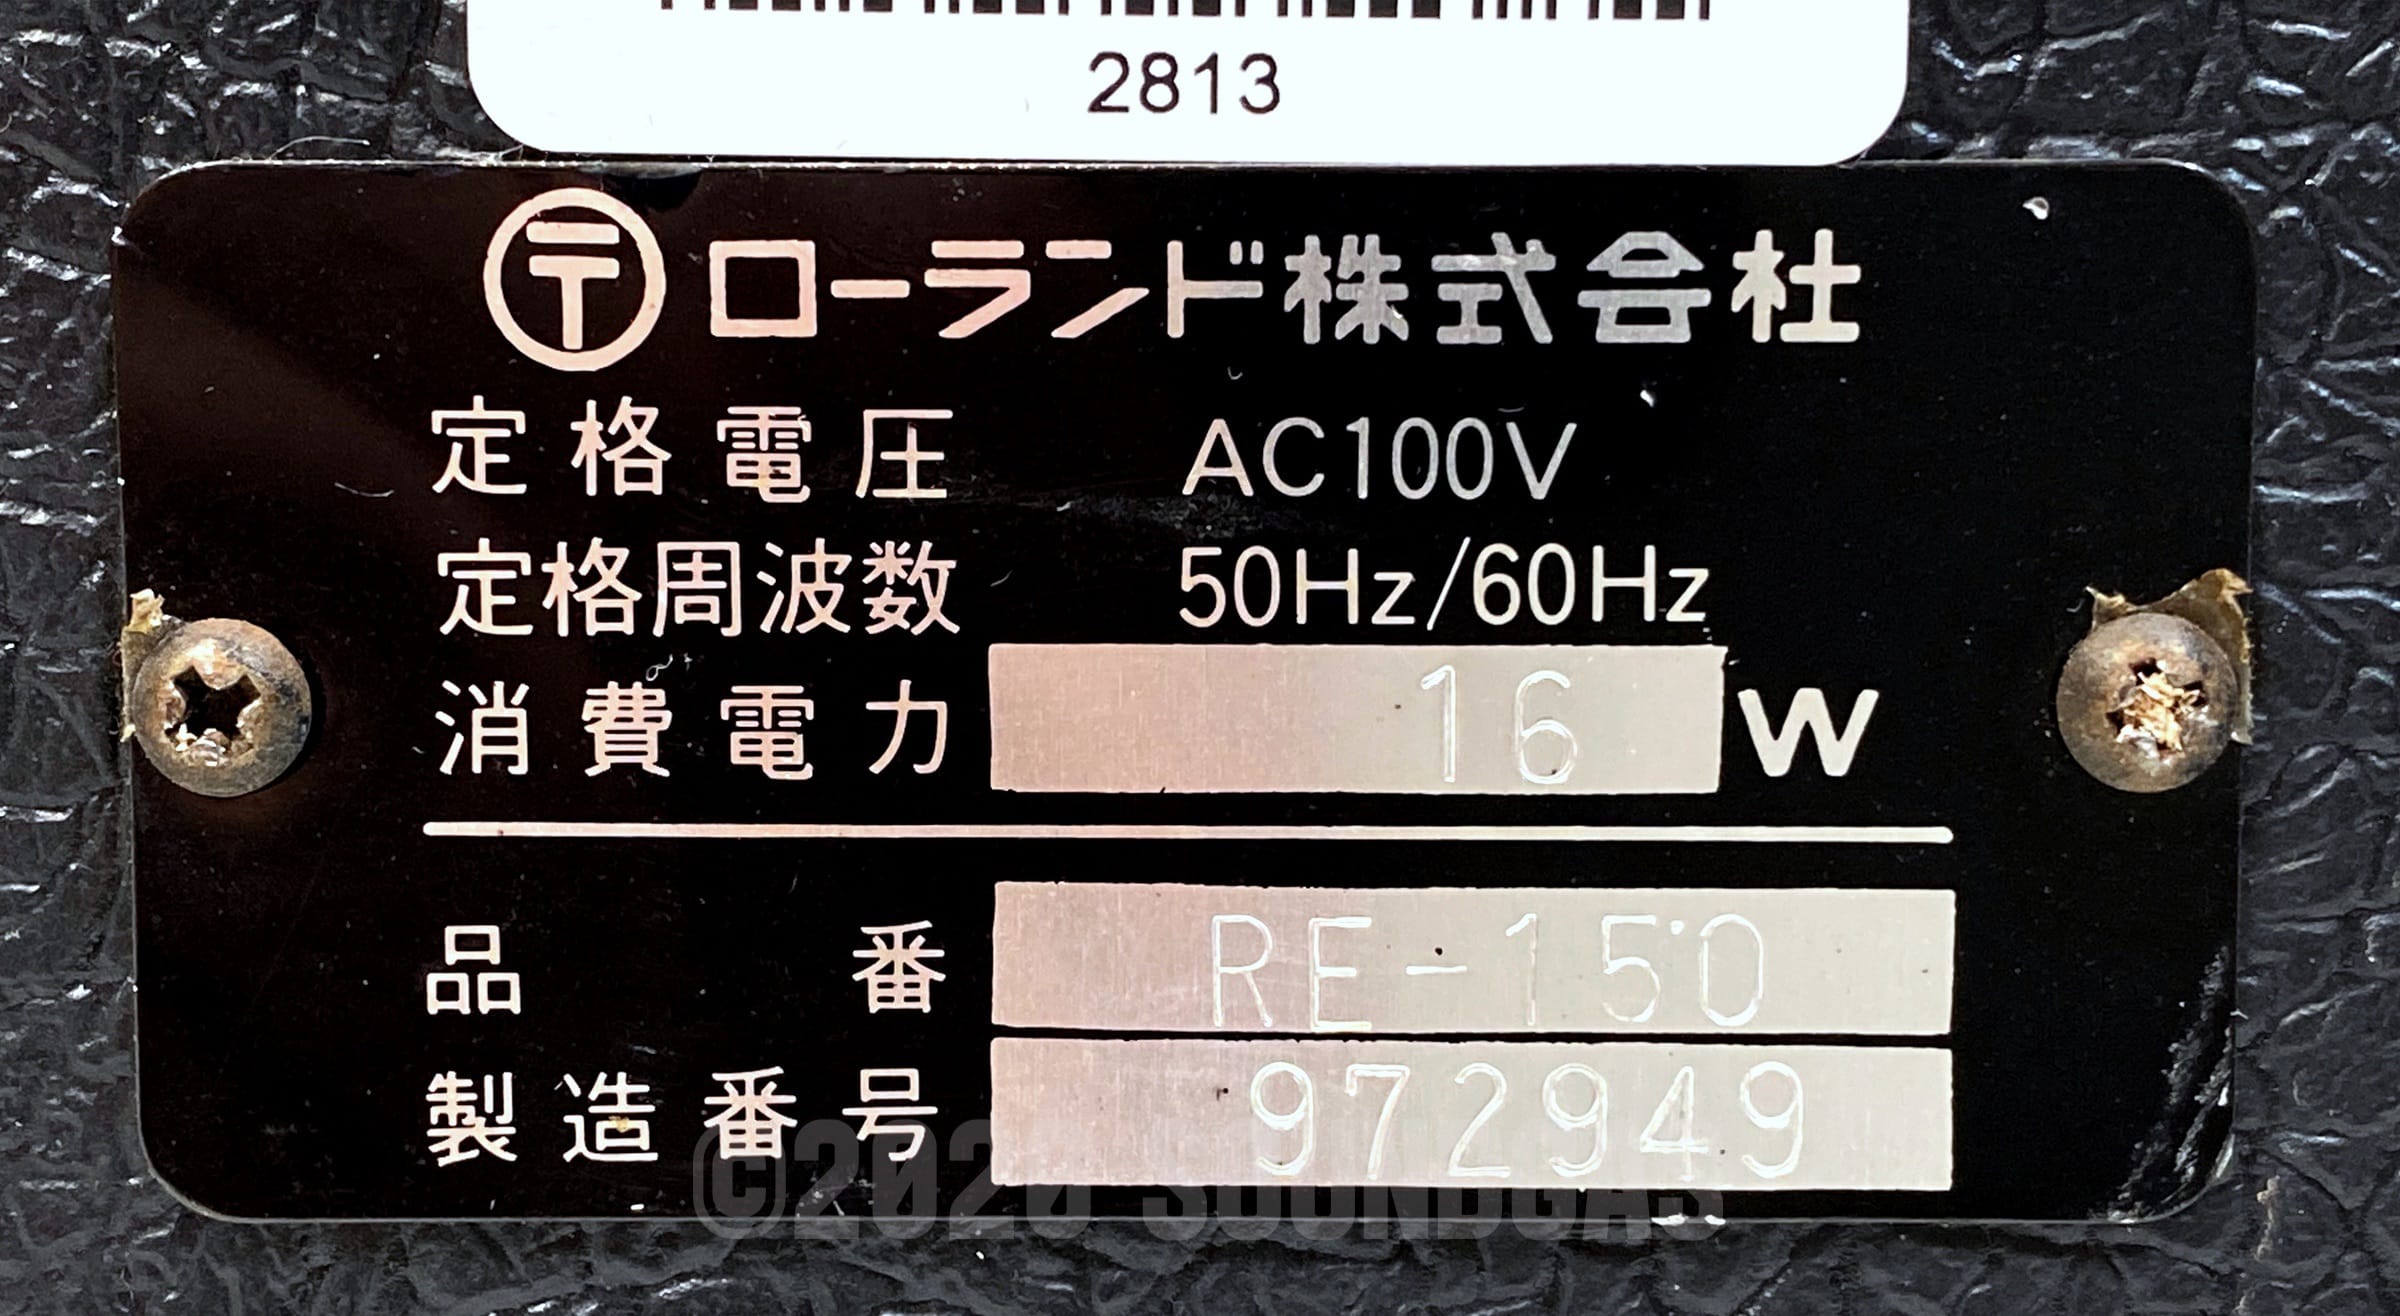 2813
〒ローランド株式会社
定格電圧 AC100V
定格周波数 50Hz/60Hz
消費電力 16 W
品番 RE-150
製造番号 972949
©2020 SOUNDGAS